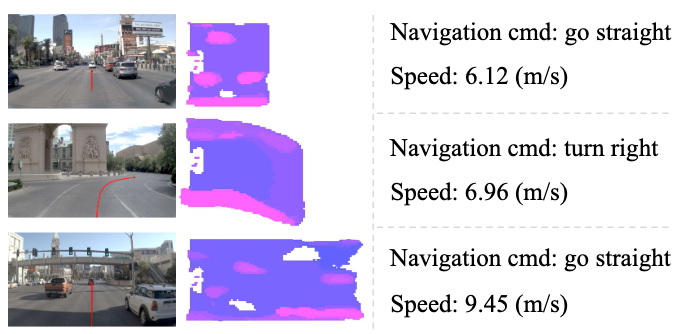 Navigation cmd: go straight
Speed: 6.12 (m/s)
Navigation cmd: turn right
Speed: 6.96 (m/s)
Navigation cmd: go straight
Speed: 9.45 (m/s)